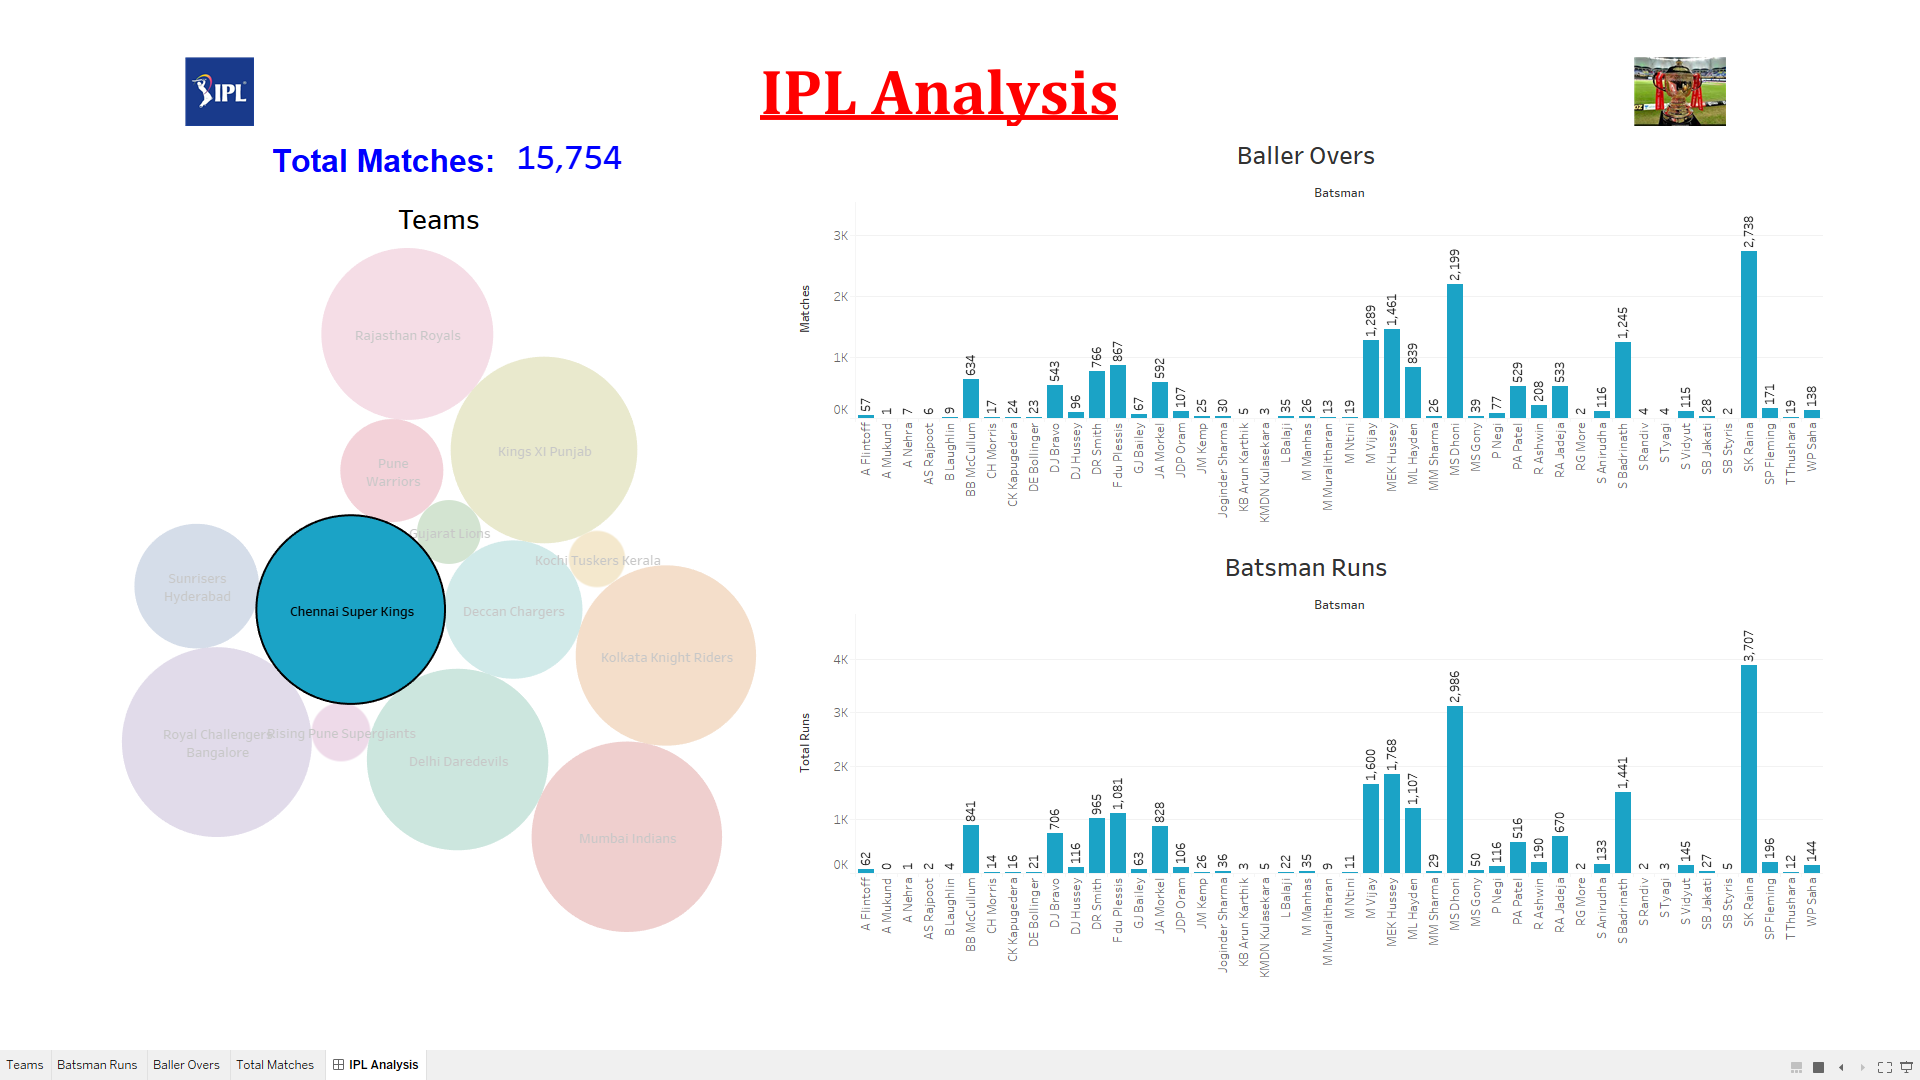 IPL
IPL Analysis
Total Matches: 15,754
Teams
Rajasthan Royals
Kings XI Punjab
Pune
Warriors
Gujarat Lions
Kochi Tuskers Kerala
Sunrisers
Hyderabad
Chennai Super Kings
Deccan Chargers
Kolkata Knight Riders
Royal Challengers
Bangalore
Rising Pune Supergiants
Delhi Daredevils
Mumbai Indians
Baller Overs
Batsman
Matches
3K
2K
1K
0K
57 1 7 6 9 634 17 24 23 543 96 766 867 67 592 107 25 30 5 3 35 26 13 19 1,289 1,461 839 26 2,199 39 77 529 208 533 2 116 1,245 4 4 115 28 2 2,738 171 19 138
A Flintoff
A Mukund
A Nehra
AS Rajpoot
B Laughlin
BB McCullum
CH Morris
CK Kapugedera
DE Bollinger
DJ Bravo
DJ Hussey
DR Smith
F du Plessis
GJ Bailey
JA Morkel
JDP Oram
JM Kemp
Joginder Sharma
KB Arun Karthik
KMDN Kulasekara
L Balaji
M Manhas
M Muralitharan
M Ntini
M Vijay
MEK Hussey
ML Hayden
MM Sharma
MS Dhoni
MS Gony
P Negi
PA Patel
R Ashwin
RA Jadeja
RG More
S Anirudha
S Badrinath
S Randiv
S Tyagi
S Vidyut
SB Jakati
SB Styris
SK Raina
SP Fleming
T Thushara
WP Saha
Batsman Runs
Batsman
Total Runs
4K
3K
2K
1K
0K
62 0 1 2 4 841 14 16 21 706 116 965 1,081 63 828 106 26 36 3 5 22 35 9 11 1,600 1,768 1,107 29 2,986 50 116 516 190 670 2 133 1,441 2 3 145 27 5 3,707 196 12 144
A Flintoff
A Mukund
A Nehra
AS Rajpoot
B Laughlin
BB McCullum
CH Morris
CK Kapugedera
DE Bollinger
DJ Bravo
DJ Hussey
DR Smith
F du Plessis
GJ Bailey
JA Morkel
JDP Oram
JM Kemp
Joginder Sharma
KB Arun Karthik
KMDN Kulasekara
L Balaji
M Manhas
M Muralitharan
M Ntini
M Vijay
MEK Hussey
ML Hayden
MM Sharma
MS Dhoni
MS Gony
P Negi
PA Patel
R Ashwin
RA Jadeja
RG More
S Anirudha
S Badrinath
S Randiv
S Tyagi
S Vidyut
SB Jakati
SB Styris
SK Raina
SP Fleming
T Thushara
WP Saha
Teams Batsman Runs Baller Overs Total Matches IPL Analysis